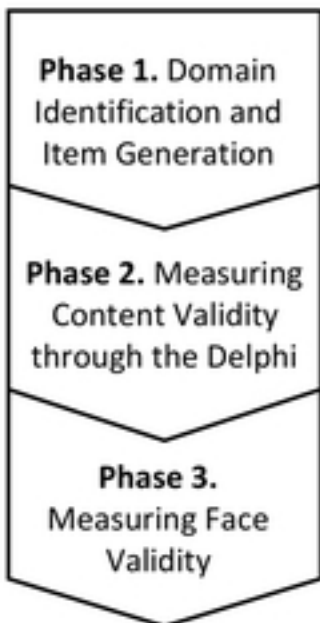 Phase 1. Domain
Identification and
Item Generation
Phase 2. Measuring
Content Validity
through the Delphi
Phase 3.
Measuring Face
Validity